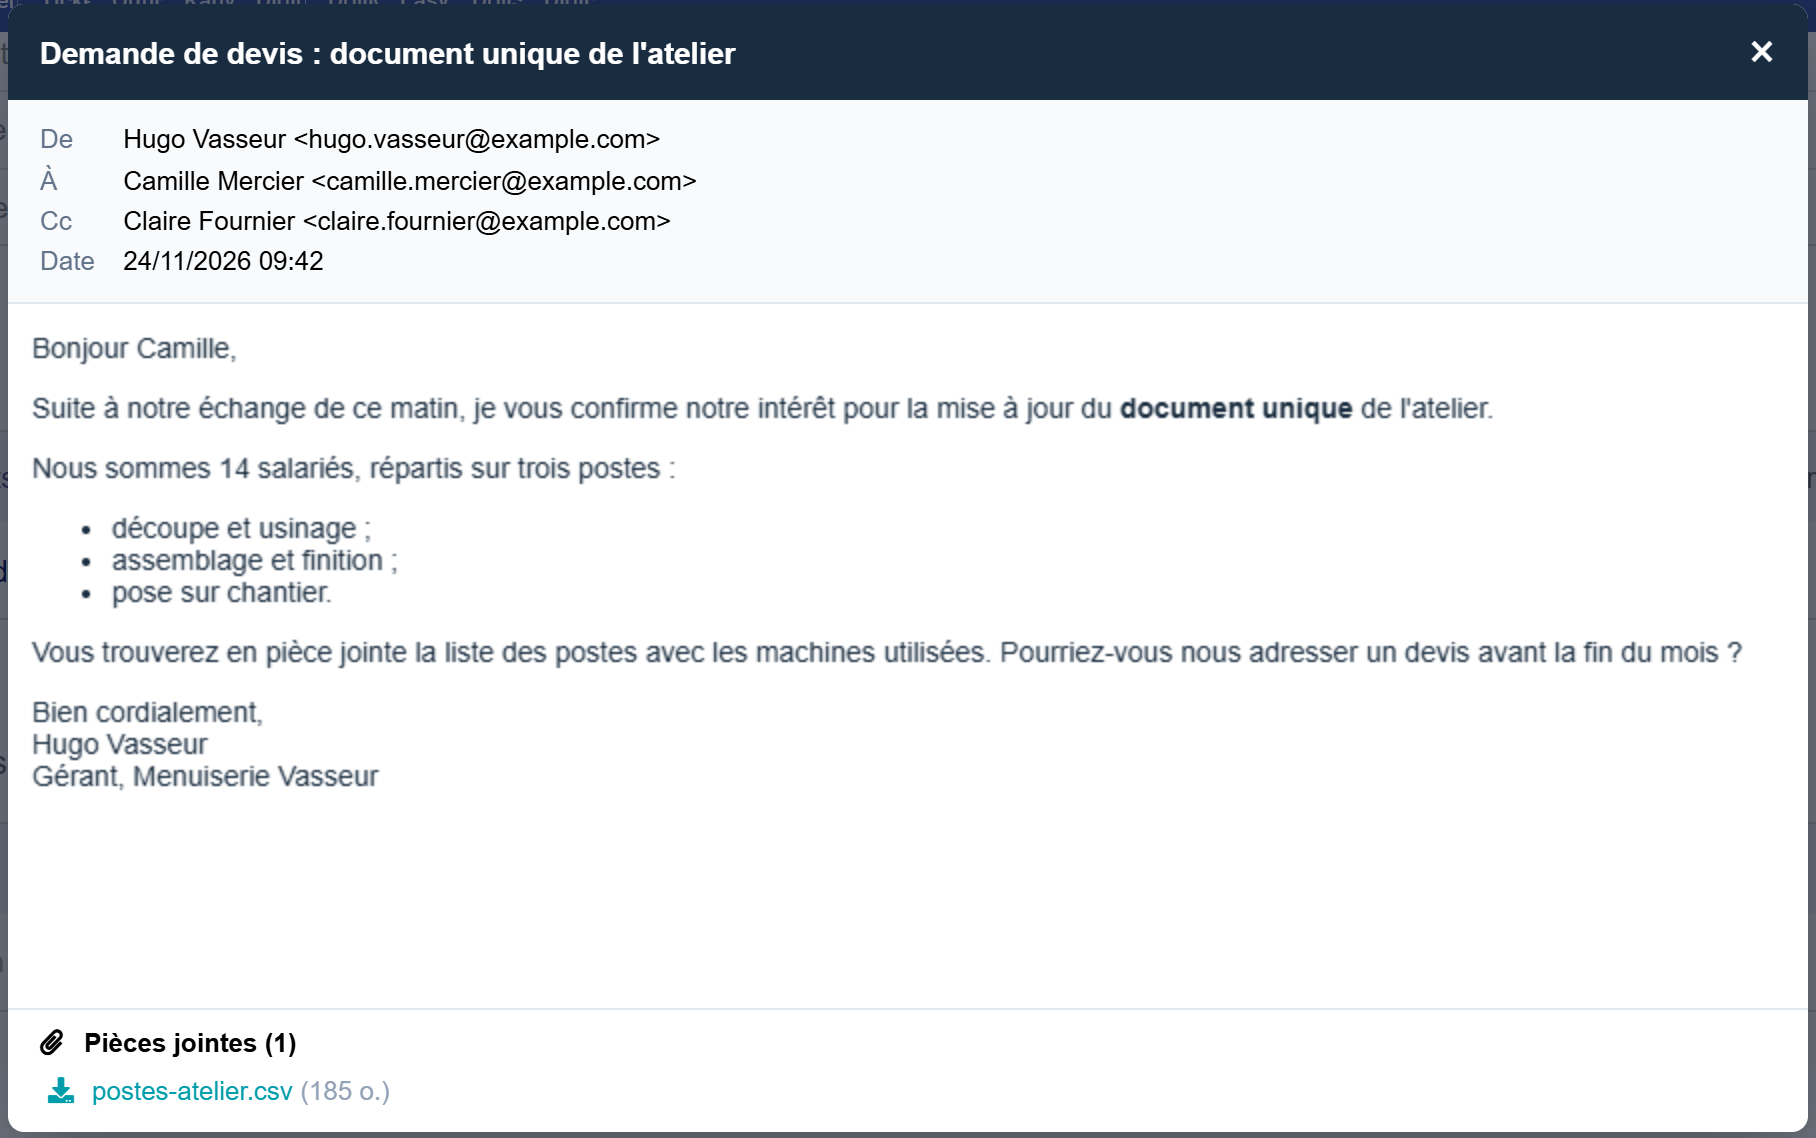 Demande de devis : document unique de l'atelier
De Hugo Vasseur <hugo.vasseur@example.com>
À Camille Mercier <camille.mercier@example.com>
Cc Claire Fournier <claire.fournier@example.com>
Date 24/11/2026 09:42
Bonjour Camille,
Suite à notre échange de ce matin, je vous confirme notre intérêt pour la mise à jour du document unique de l'atelier.
Nous sommes 14 salariés, répartis sur trois postes :
• découpe et usinage ;
• assemblage et finition ;
• pose sur chantier.
Vous trouverez en pièce jointe la liste des postes avec les machines utilisées. Pourriez-vous nous adresser un devis avant la fin du mois ?
Bien cordialement,
Hugo Vasseur
Gérant, Menuiserie Vasseur
Pièces jointes (1)
postes-atelier.csv (185 o.)